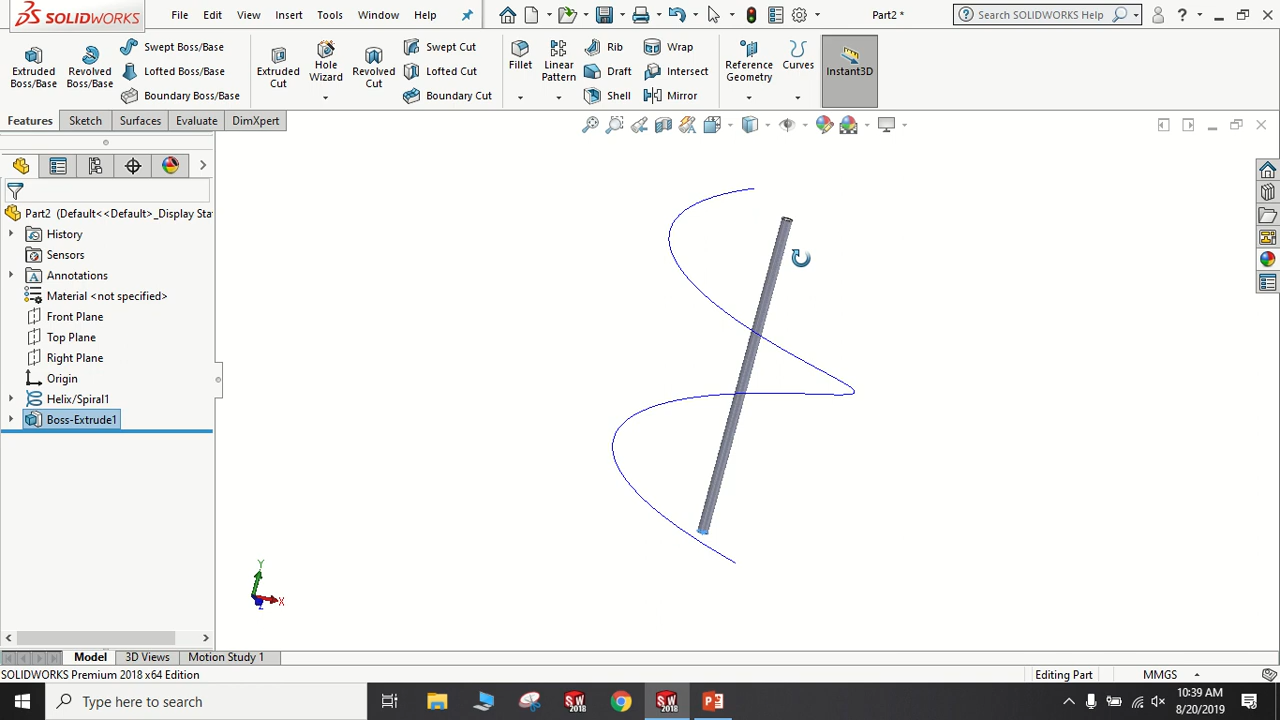 SOLIDWORKS
File Edit View Insert Tools Window Help
Part2 *
Search SOLIDWORKS Help
Extruded Boss/Base
Revolved Boss/Base
Swept Boss/Base
Lofted Boss/Base
Boundary Boss/Base
Extruded Cut
Hole Wizard
Revolved Cut
Swept Cut
Lofted Cut
Boundary Cut
Fillet
Linear Pattern
Rib
Draft
Shell
Wrap
Intersect
Mirror
Reference Geometry
Curves
Instant3D
Features Sketch Surfaces Evaluate DimXpert
Part2 (Default<<Default>_Display Sta
History
Sensors
Annotations
Material <not specified>
Front Plane
Top Plane
Right Plane
Origin
Helix/Spiral1
Boss-Extrude1
Y
X
Z
Model 3D Views Motion Study 1
SOLIDWORKS Premium 2018 x64 Edition
Editing Part
MMGS
Type here to search
SW 2018
SW 2018
10:39 AM
8/20/2019